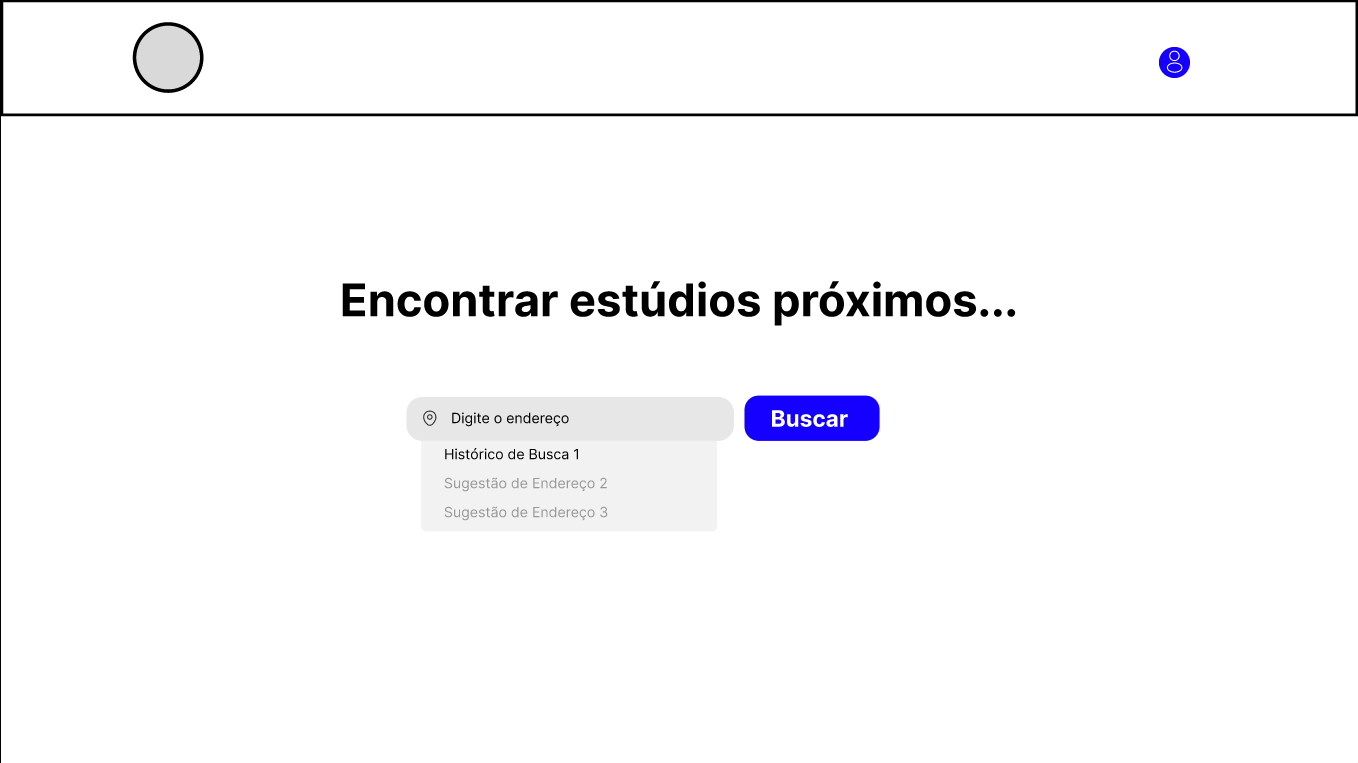 Encontrar estúdios próximos...
Digite o endereço
Buscar
Histórico de Busca 1
Sugestão de Endereço 2
Sugestão de Endereço 3